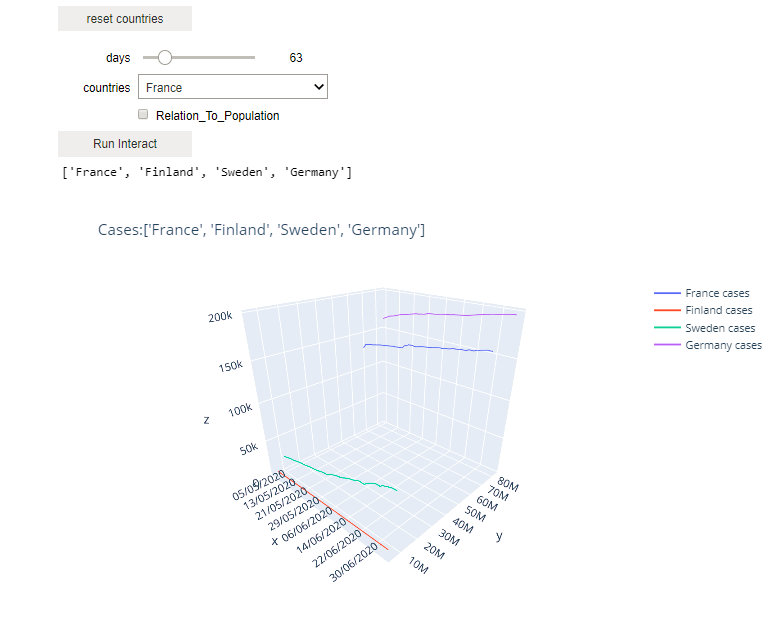 reset countries
days 63
countries France
Relation_To_Population
Run Interact
['France', 'Finland', 'Sweden', 'Germany']
Cases:['France', 'Finland', 'Sweden', 'Germany']
France cases
Finland cases
Sweden cases
Germany cases
200k
150k
100k
50k
0
z
05/05/2020
13/05/2020
21/05/2020
29/05/2020
06/06/2020
14/06/2020
22/06/2020
30/06/2020
x
80M
70M
60M
50M
40M
30M
20M
10M
y